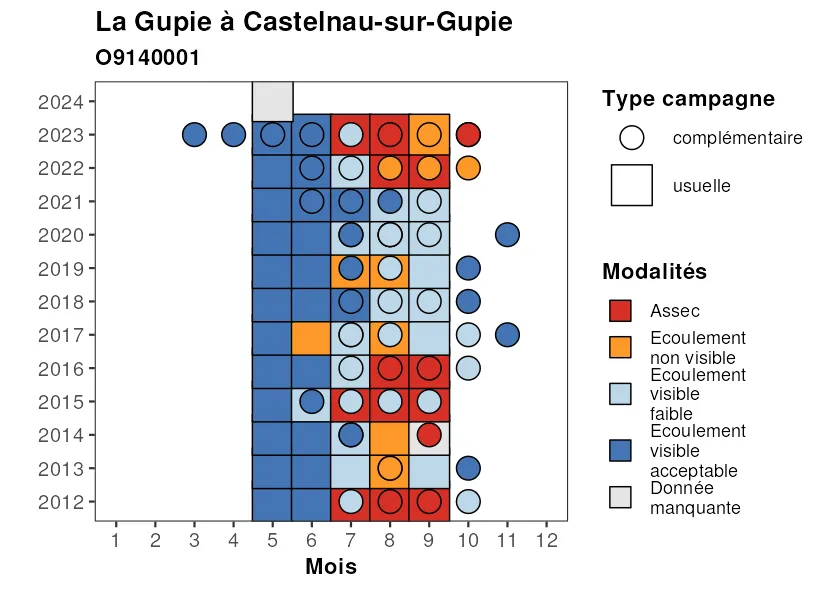 La Gupie à Castelnau-sur-Gupie
O9140001
2024
2023
2022
2021
2020
2019
2018
2017
2016
2015
2014
2013
2012
1 2 3 4 5 6 7 8 9 10 11 12
Mois
Type campagne
complémentaire
usuelle
Modalités
Assec
Ecoulement
non visible
Ecoulement
visible
faible
Ecoulement
visible
acceptable
Donnée
manquante